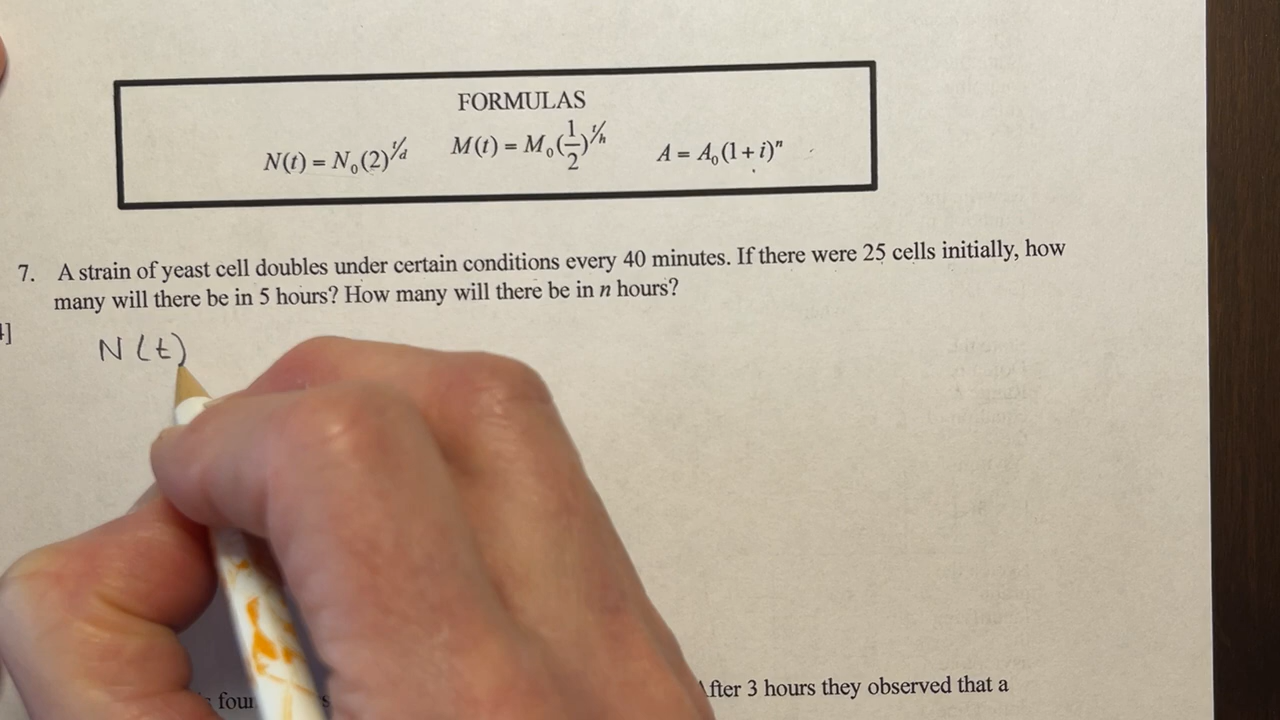 FORMULAS
N(t) = N₀(2)^{t/d} M(t) = M₀(1/2)^{t/h} A = A₀(1+i)ⁿ
7. A strain of yeast cell doubles under certain conditions every 40 minutes. If there were 25 cells initially, how
many will there be in 5 hours? How many will there be in n hours?
]
N(t)
four
After 3 hours they observed that a